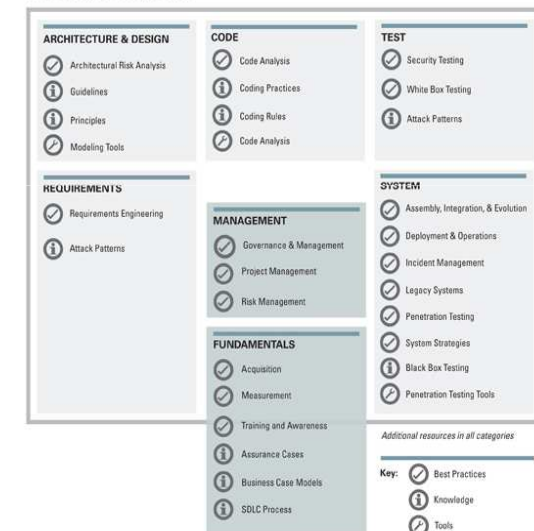 ARCHITECTURE & DESIGN
Architectural Risk Analysis
Guidelines
Principles
Modeling Tools
CODE
Code Analysis
Coding Practices
Coding Rules
Code Analysis
TEST
Security Testing
White Box Testing
Attack Patterns
REQUIREMENTS
Requirements Engineering
Attack Patterns
MANAGEMENT
Governance & Management
Project Management
Risk Management
SYSTEM
Assembly, Integration, & Evolution
Deployment & Operations
Incident Management
Legacy Systems
Penetration Testing
System Strategies
Black Box Testing
Penetration Testing Tools
FUNDAMENTALS
Acquisition
Measurement
Training and Awareness
Assurance Cases
Business Case Models
SDLC Process
Additional resources in all categories
Key:
Best Practices
Knowledge
Tools